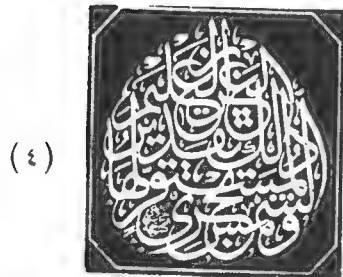 والشمس تجري
لمستقر لها
ذلك تقدير
العزيز العليم
(٤)